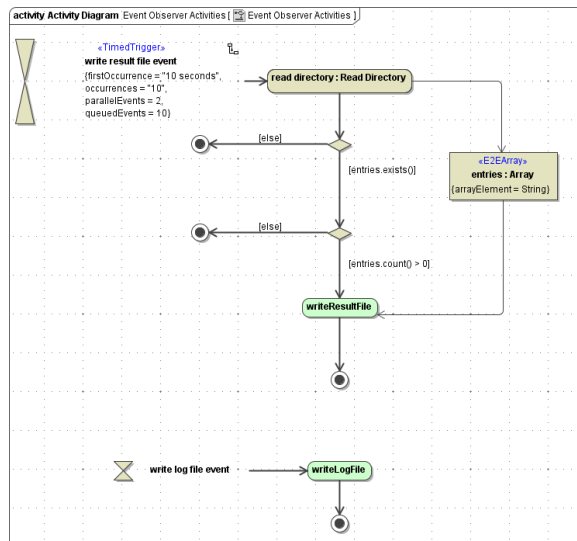 activity Activity Diagram Event Observer Activities [ Event Observer Activities ]
«TimedTrigger»
write result file event
{firstOccurrence = "10 seconds",
occurrences = "10",
parallelEvents = 2,
queuedEvents = 10}
read directory : Read Directory
[else]
[entries.exists()]
«E2EArray»
entries : Array
{arrayElement = String}
[else]
[entries.count() > 0]
writeResultFile
write log file event
writeLogFile